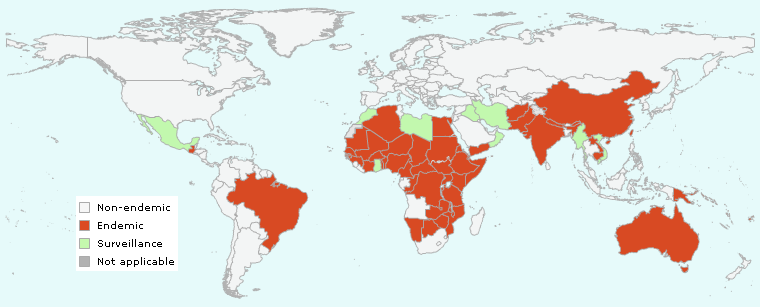 Non-endemic
Endemic
Surveillance
Not applicable